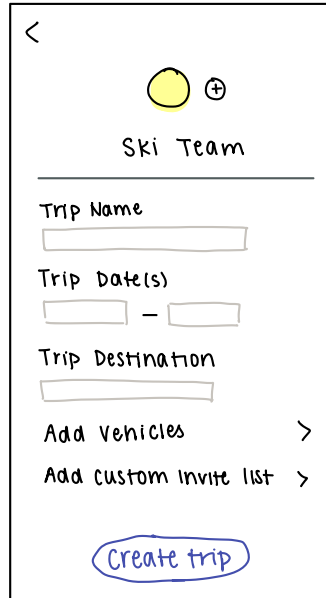 <
+
Ski Team
Trip Name
Trip Date(s)
–
Trip Destination
Add Vehicles >
Add custom invite list >
Create trip